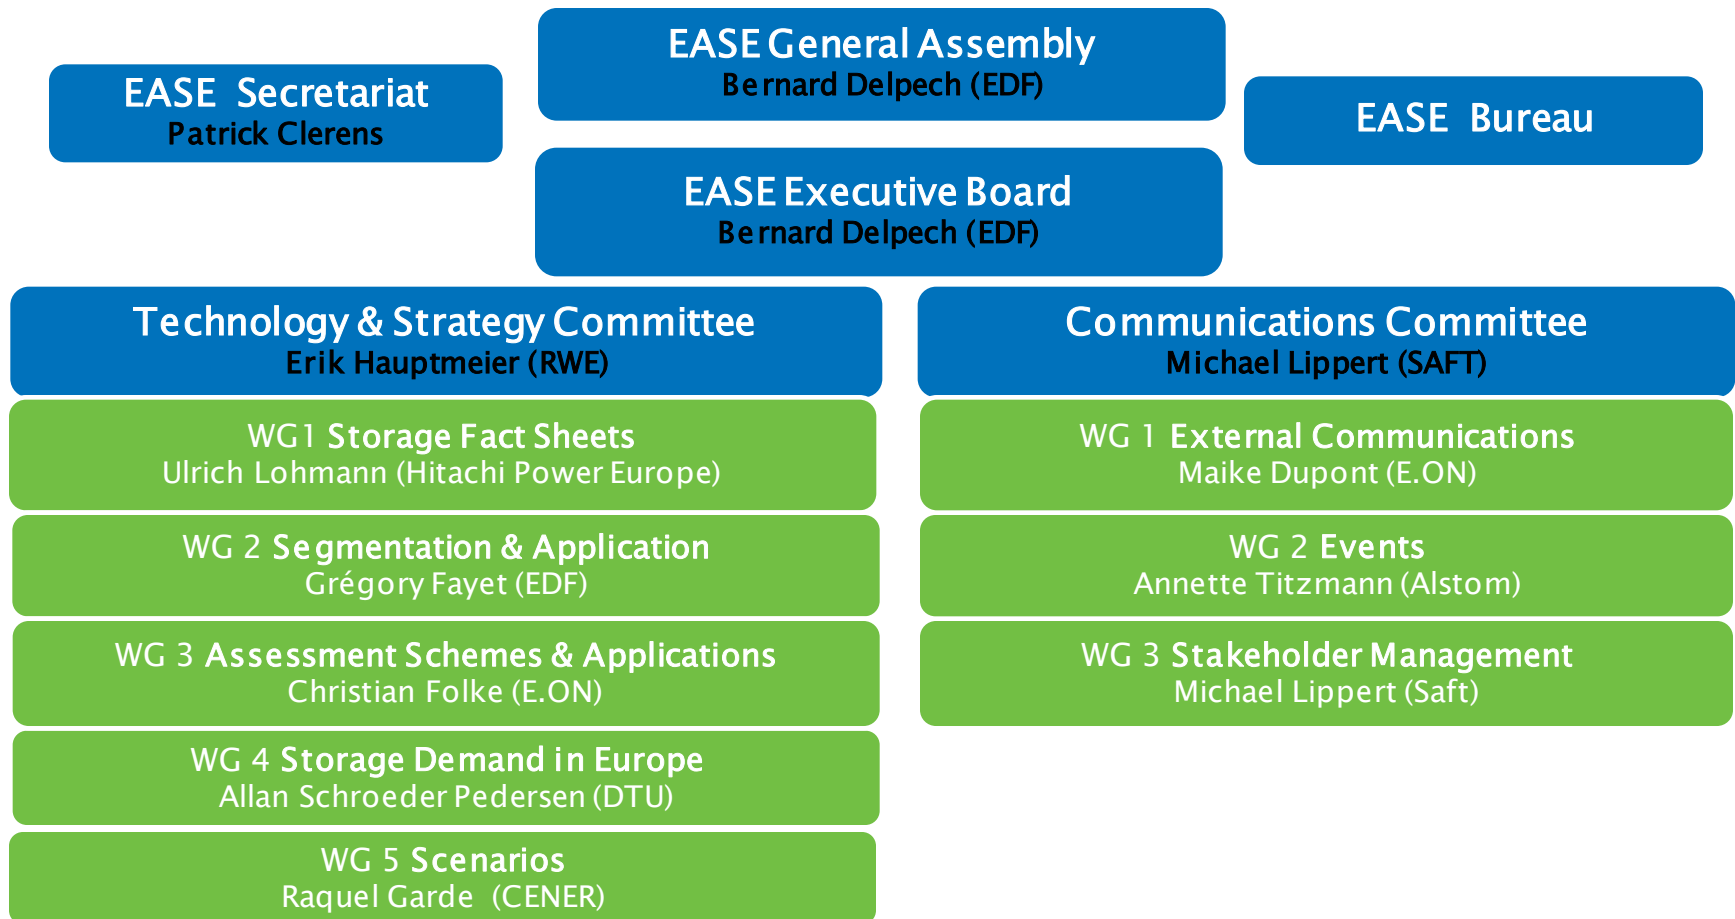 EASE General Assembly
Bernard Delpech (EDF)
EASE Secretariat
Patrick Clerens
EASE Bureau
EASE Executive Board
Bernard Delpech (EDF)
Technology & Strategy Committee
Erik Hauptmeier (RWE)
WG1 Storage Fact Sheets
Ulrich Lohmann (Hitachi Power Europe)
WG 2 Segmentation & Application
Grégory Fayet (EDF)
WG 3 Assessment Schemes & Applications
Christian Folke (E.ON)
WG 4 Storage Demand in Europe
Allan Schroeder Pedersen (DTU)
WG 5 Scenarios
Raquel Garde (CENER)
Communications Committee
Michael Lippert (SAFT)
WG 1 External Communications
Maike Dupont (E.ON)
WG 2 Events
Annette Titzmann (Alstom)
WG 3 Stakeholder Management
Michael Lippert (Saft)